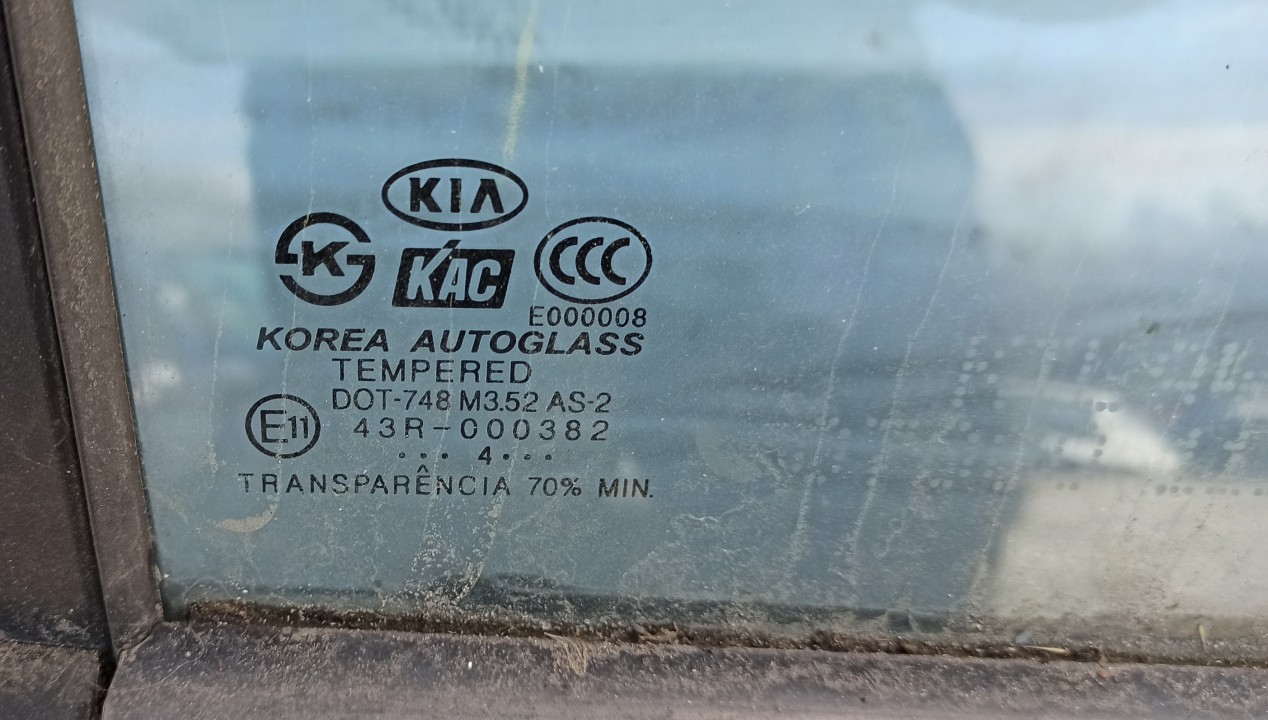 KIA
K
KAC
CCC
E000008
KOREA AUTOGLASS
TEMPERED
DOT-748 M3.52 AS-2
E11
43R-000382
••• 4•••
TRANSPARÊNCIA 70% MIN.